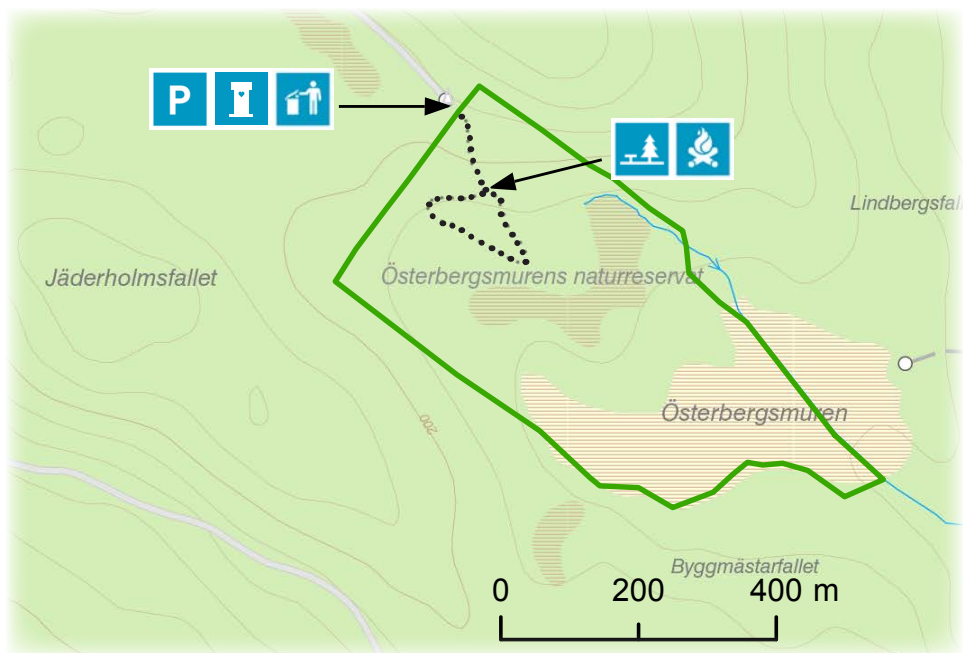 P
Lindbergsfal
Jäderholmsfallet
Österbergsmurens naturreservat
Österbergsmuren
200
Byggmästarfallet
0 200 400 m